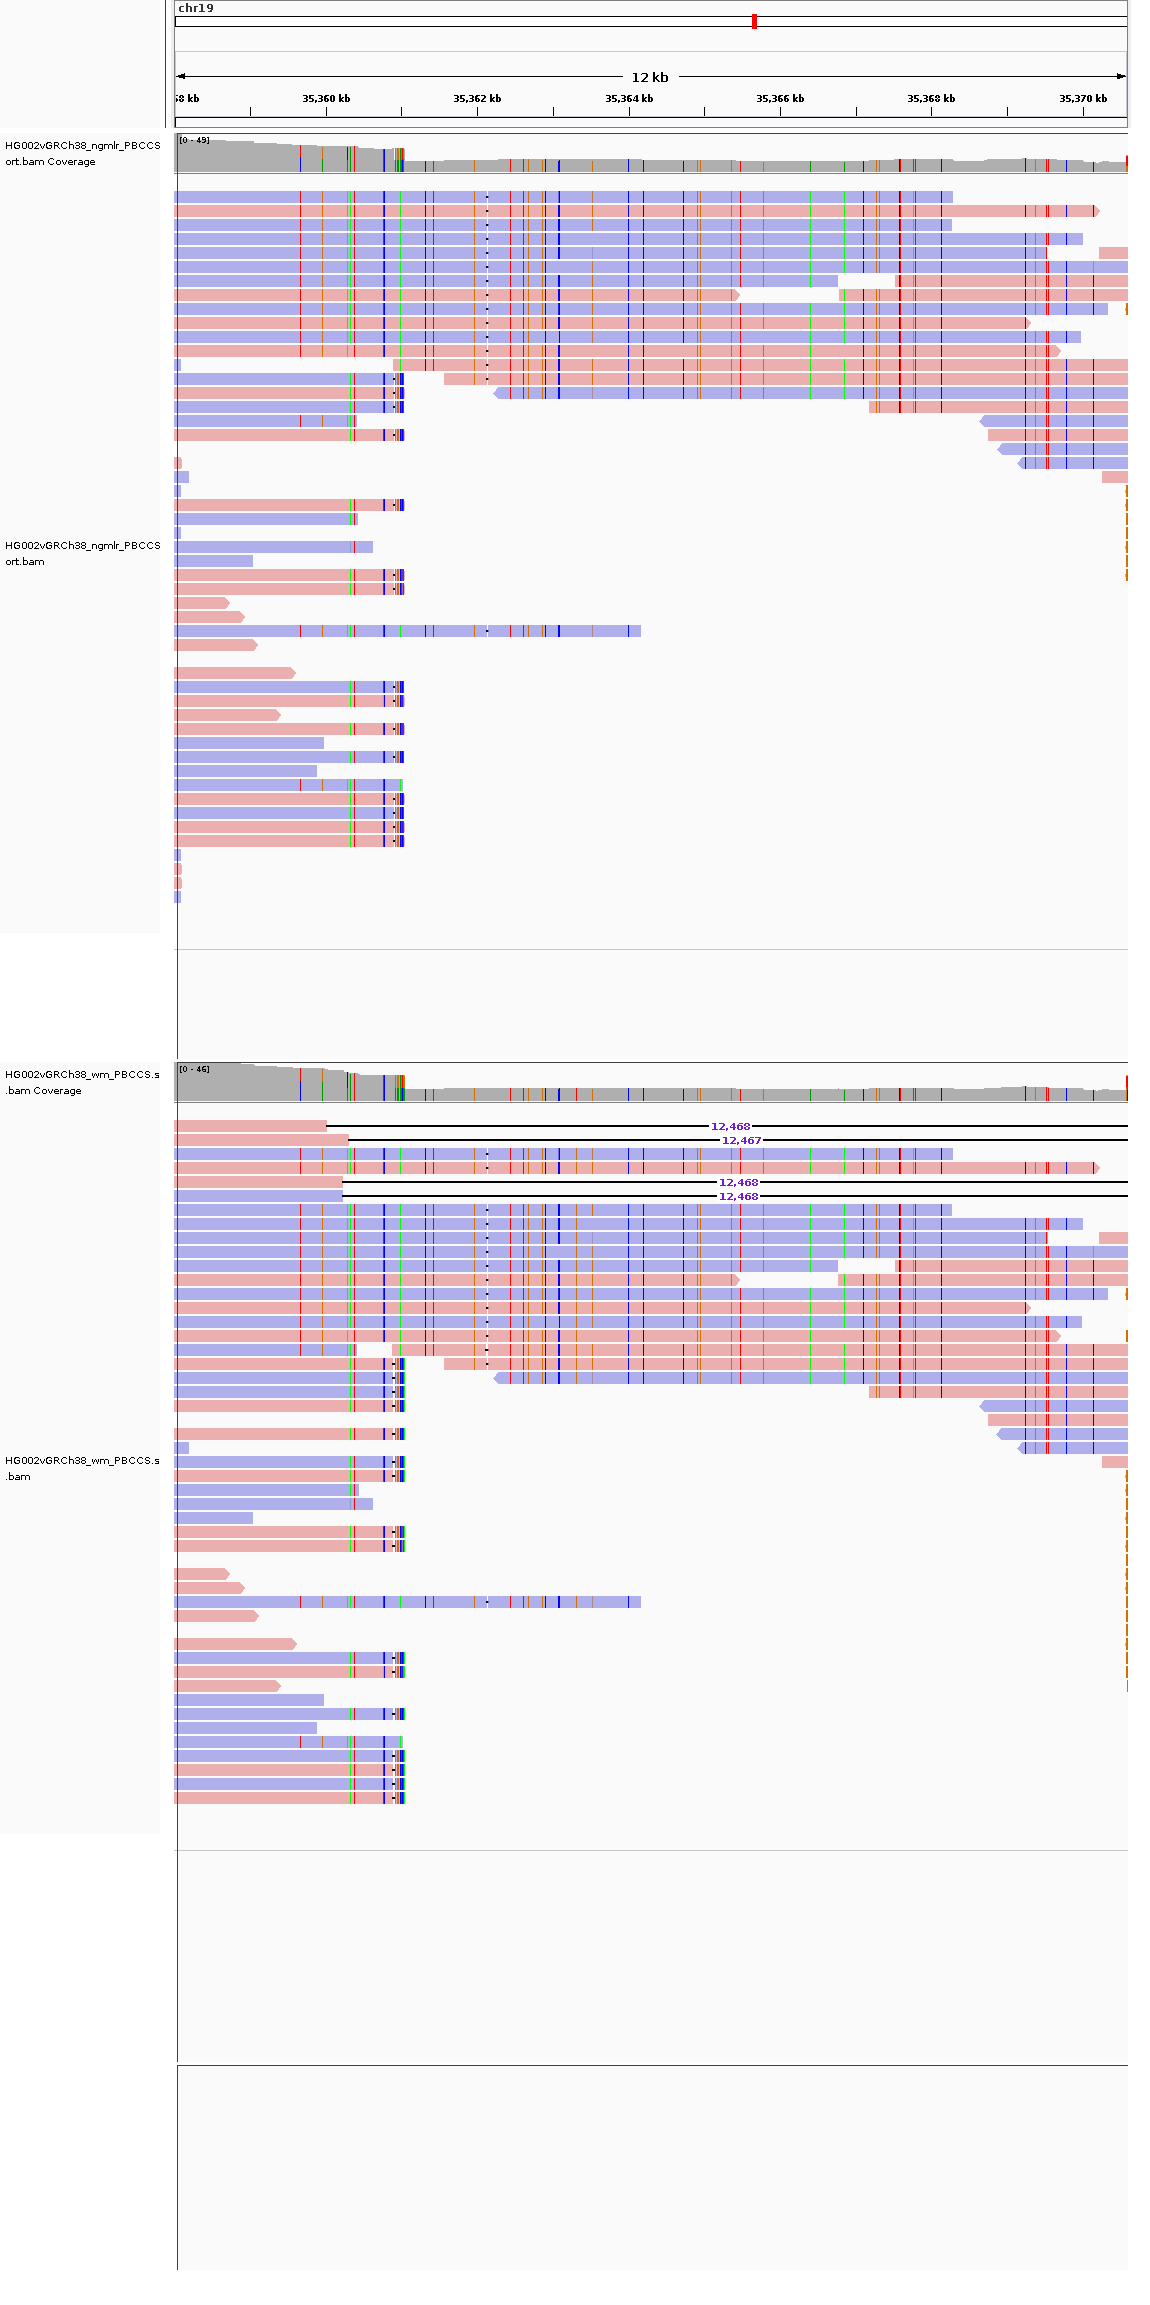 chr19
12 kb
58 kb 35,360 kb 35,362 kb 35,364 kb 35,366 kb 35,368 kb 35,370 kb
[0 - 49]
HG002vGRCh38_ngmlr_PBCCS
ort.bam Coverage
HG002vGRCh38_ngmlr_PBCCS
ort.bam
[0 - 46]
HG002vGRCh38_wm_PBCCS.s
.bam Coverage
12,468
12,467
12,468
12,468
HG002vGRCh38_wm_PBCCS.s
.bam